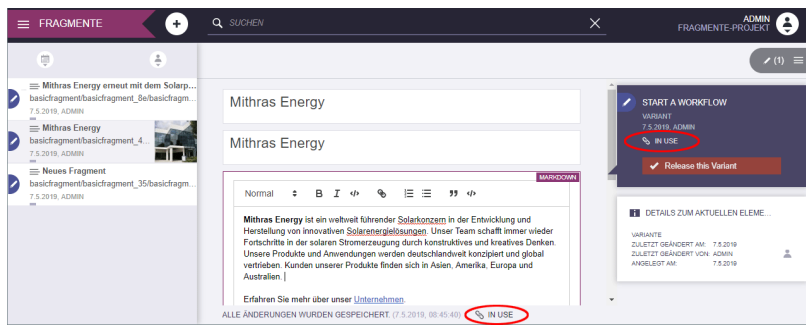 FRAGMENTE
SUCHEN
ADMIN
FRAGMENTE-PROJEKT
(1)
Mithras Energy erneut mit dem Solarp...
basicfragment/basicfragment_8e/basicfragm...
7.5.2019, ADMIN
Mithras Energy
basicfragment/basicfragment_4...
7.5.2019, ADMIN
Neues Fragment
basicfragment/basicfragment_35/basicfragm...
7.5.2019, ADMIN
Mithras Energy
Mithras Energy
MARKDOWN
Normal
Mithras Energy ist ein weltweit führender Solarkonzern in der Entwicklung und
Herstellung von innovativen Solarenergielösungen. Unser Team schafft immer wieder
Fortschritte in der solaren Stromerzeugung durch konstruktives und kreatives Denken.
Unsere Produkte und Anwendungen werden deutschlandweit konzipiert und global
vertrieben. Kunden unserer Produkte finden sich in Asien, Amerika, Europa und
Australien.
Erfahren Sie mehr über unser Unternehmen.
ALLE ÄNDERUNGEN WURDEN GESPEICHERT. (7.5.2019, 08:45:40) IN USE
START A WORKFLOW
VARIANT
7.5.2019, ADMIN
IN USE
Release this Variant
DETAILS ZUM AKTUELLEN ELEME...
VARIANTE
ZULETZT GEÄNDERT AM: 7.5.2019
ZULETZT GEÄNDERT VON: ADMIN
ANGELEGT AM: 7.5.2019